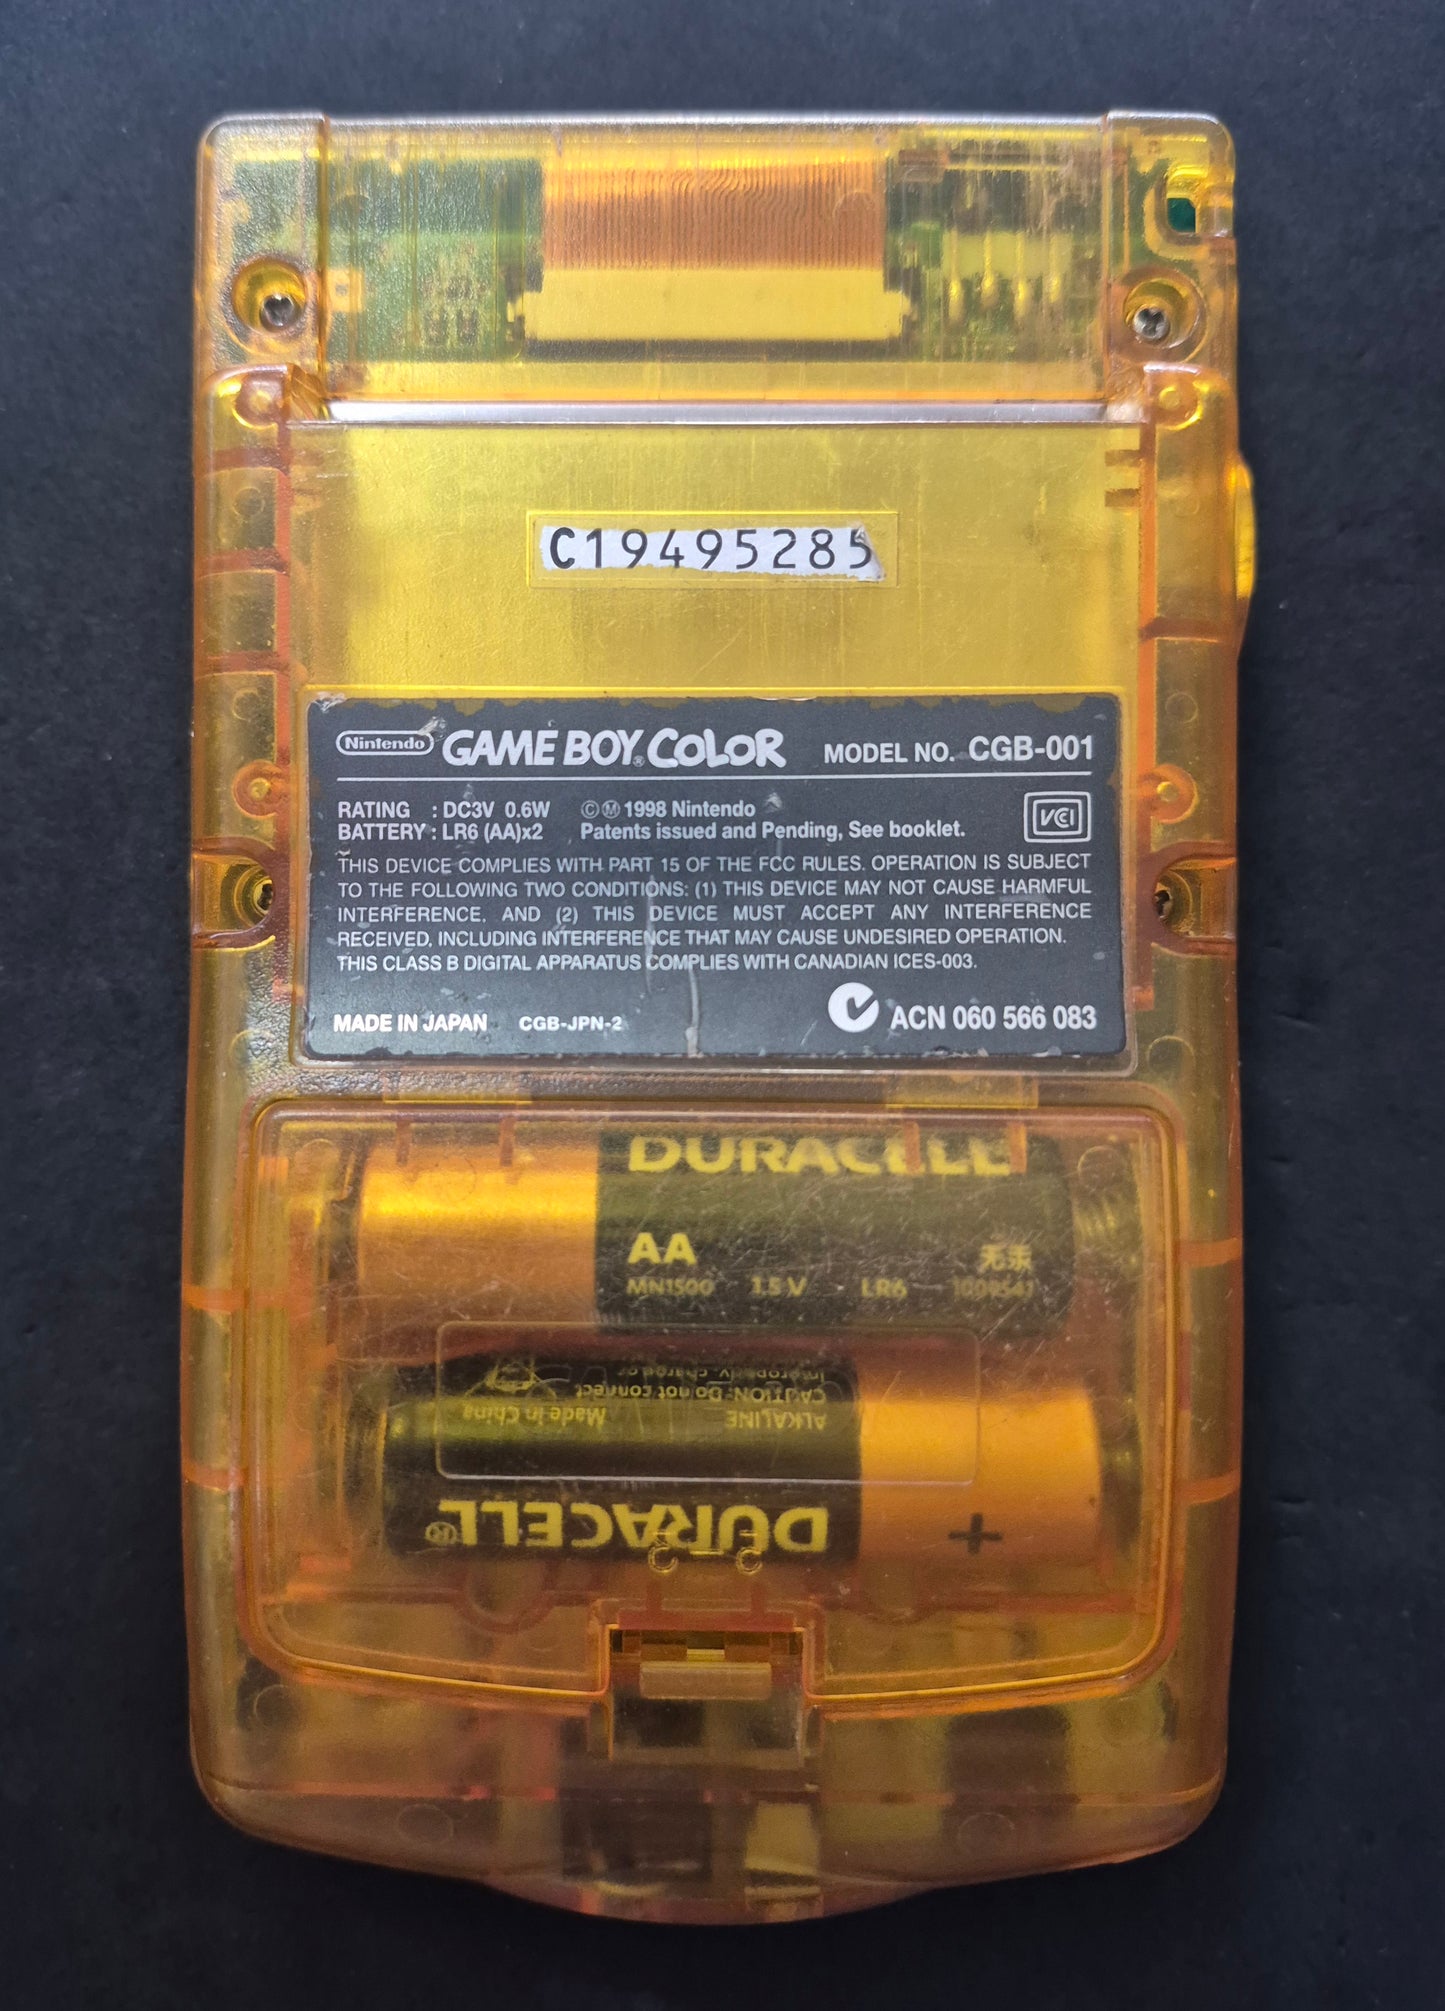 C19495285
Nintendo GAME BOY® COLOR MODEL NO. CGB-001
RATING : DC3V 0.6W ©Ⓜ 1998 Nintendo
BATTERY : LR6 (AA)x2 Patents issued and Pending, See booklet.
VCI
THIS DEVICE COMPLIES WITH PART 15 OF THE FCC RULES. OPERATION IS SUBJECT
TO THE FOLLOWING TWO CONDITIONS: (1) THIS DEVICE MAY NOT CAUSE HARMFUL
INTERFERENCE, AND (2) THIS DEVICE MUST ACCEPT ANY INTERFERENCE
RECEIVED, INCLUDING INTERFERENCE THAT MAY CAUSE UNDESIRED OPERATION.
THIS CLASS B DIGITAL APPARATUS COMPLIES WITH CANADIAN ICES-003.
MADE IN JAPAN CGB-JPN-2 ACN 060 566 083
DURACELL
AA 无汞
MN1500 1.5 V LR6
DURACELL®
+
ALKALINE Made in China
CAUTION: Do not connect
improperly, charge or